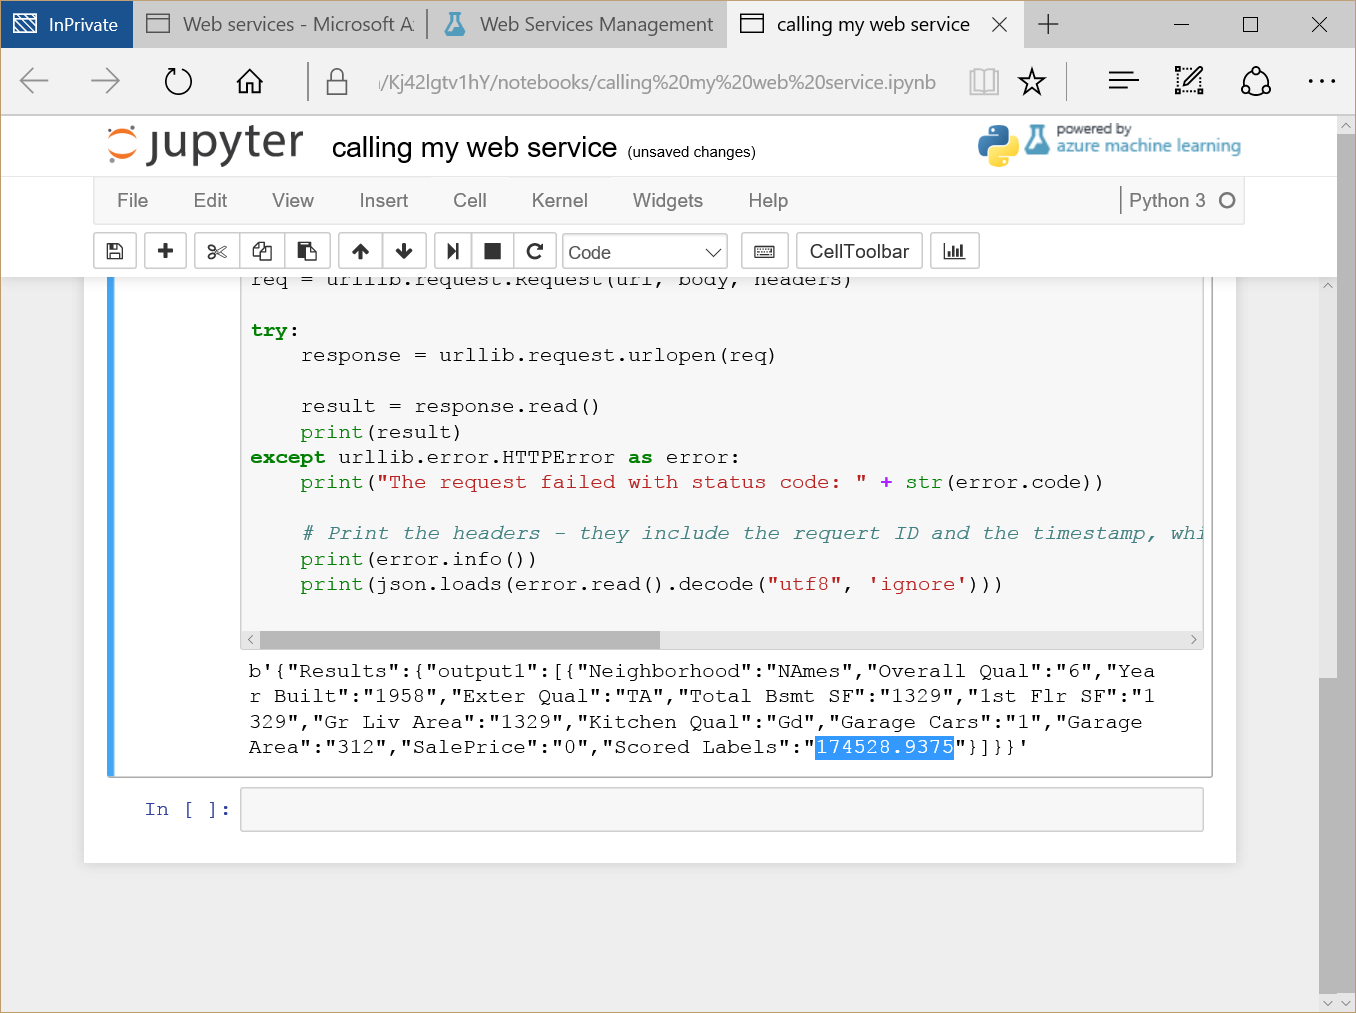 InPrivate
Web services - Microsoft A
Web Services Management
calling my web service
/Kj42lgtv1hY/notebooks/calling%20my%20web%20service.ipynb
jupyter calling my web service (unsaved changes)
powered by
azure machine learning
File Edit View Insert Cell Kernel Widgets Help Python 3
Code CellToolbar
req = urllib.request.Request(url, body, headers)
try:
    response = urllib.request.urlopen(req)
    result = response.read()
    print(result)
except urllib.error.HTTPError as error:
    print("The request failed with status code: " + str(error.code))
    # Print the headers - they include the requert ID and the timestamp, whi
    print(error.info())
    print(json.loads(error.read().decode("utf8", 'ignore')))
b'{"Results":{"output1":[{"Neighborhood":"NAmes","Overall Qual":"6","Yea
r Built":"1958","Exter Qual":"TA","Total Bsmt SF":"1329","1st Flr SF":"1
329","Gr Liv Area":"1329","Kitchen Qual":"Gd","Garage Cars":"1","Garage
Area":"312","SalePrice":"0","Scored Labels":"174528.9375"}]}}'
In [ ]: